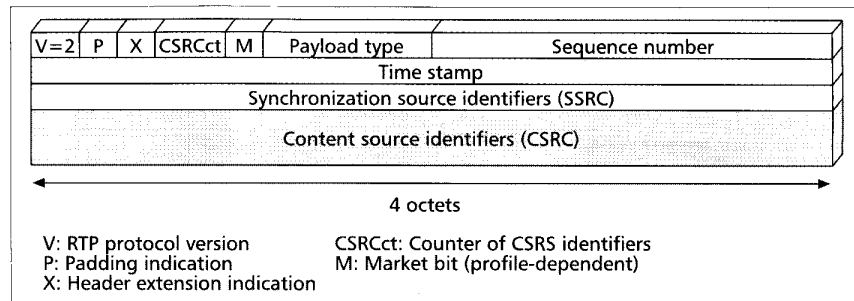 V=2 P X CSRCct M Payload type Sequence number
Time stamp
Synchronization source identifiers (SSRC)
Content source identifiers (CSRC)
4 octets
V: RTP protocol version CSRCct: Counter of CSRS identifiers
P: Padding indication M: Market bit (profile-dependent)
X: Header extension indication